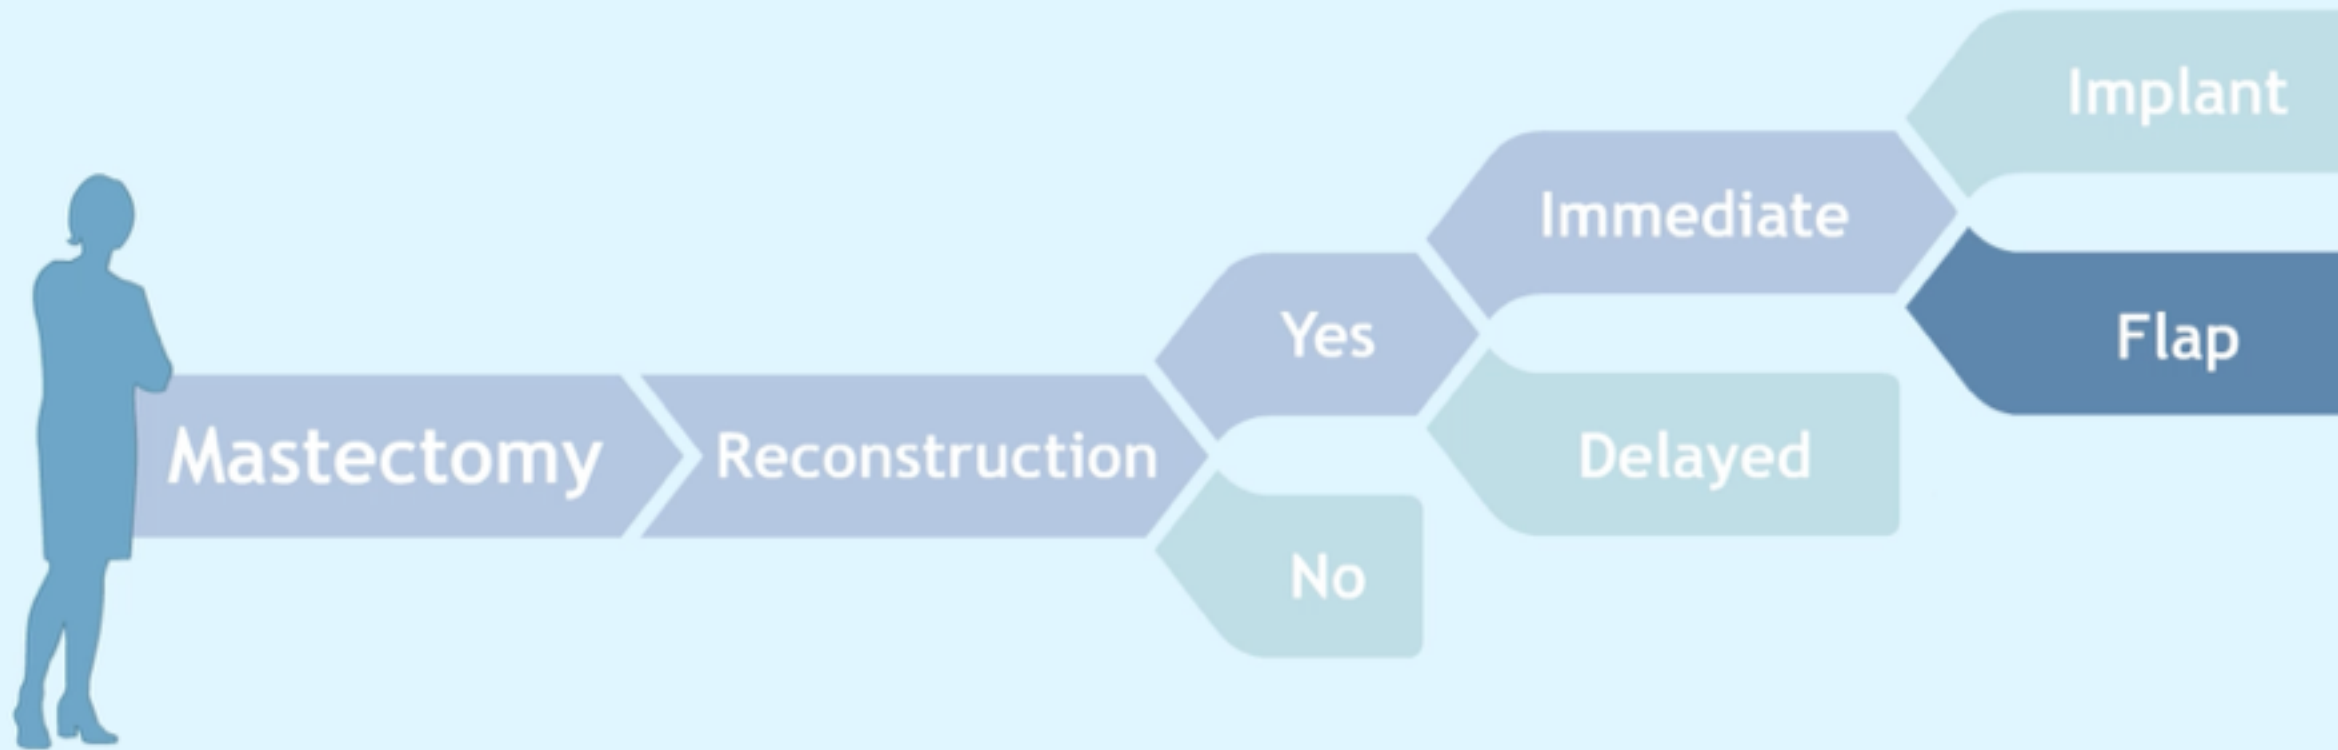 Mastectomy
Reconstruction
Yes
No
Immediate
Delayed
Implant
Flap